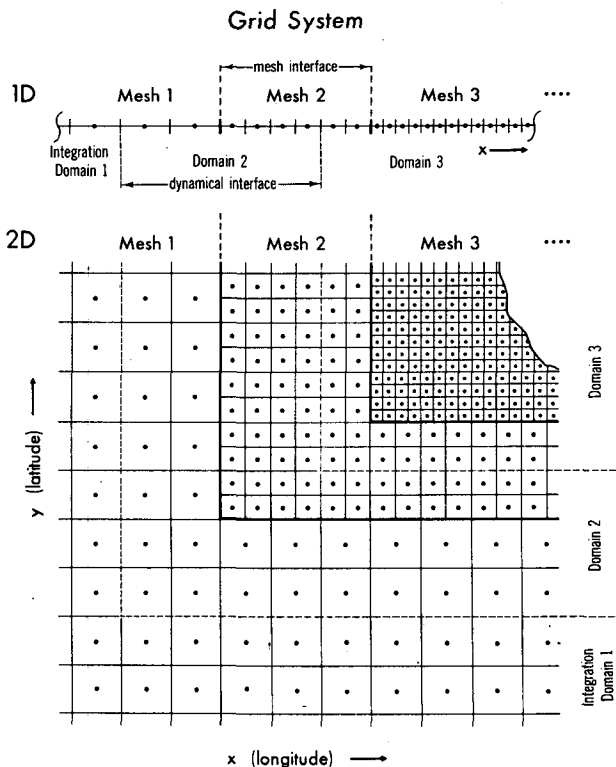 Grid System
mesh interface
1D Mesh 1 Mesh 2 Mesh 3 ....
x
Integration
Domain 1 Domain 2 Domain 3
dynamical interface
2D Mesh 1 Mesh 2 Mesh 3 ....
Domain 3
y (latitude)
Domain 2
Integration
Domain 1
x (longitude)